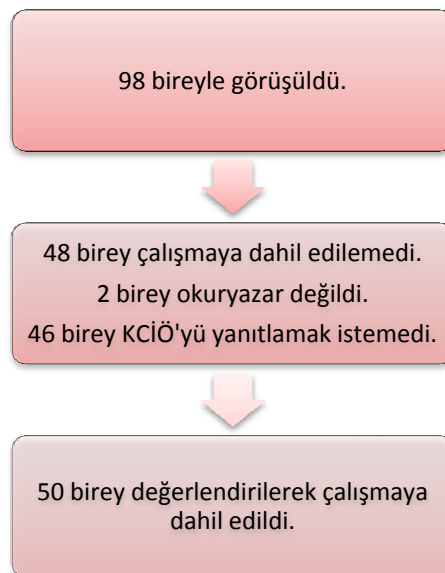 98 bireyle görüşüldü.
48 birey çalışmaya dahil edilemedi.
2 birey okuryazar değildi.
46 birey KCİÖ'yü yanıtlamak istemedi.
50 birey değerlendirilerek çalışmaya
dahil edildi.